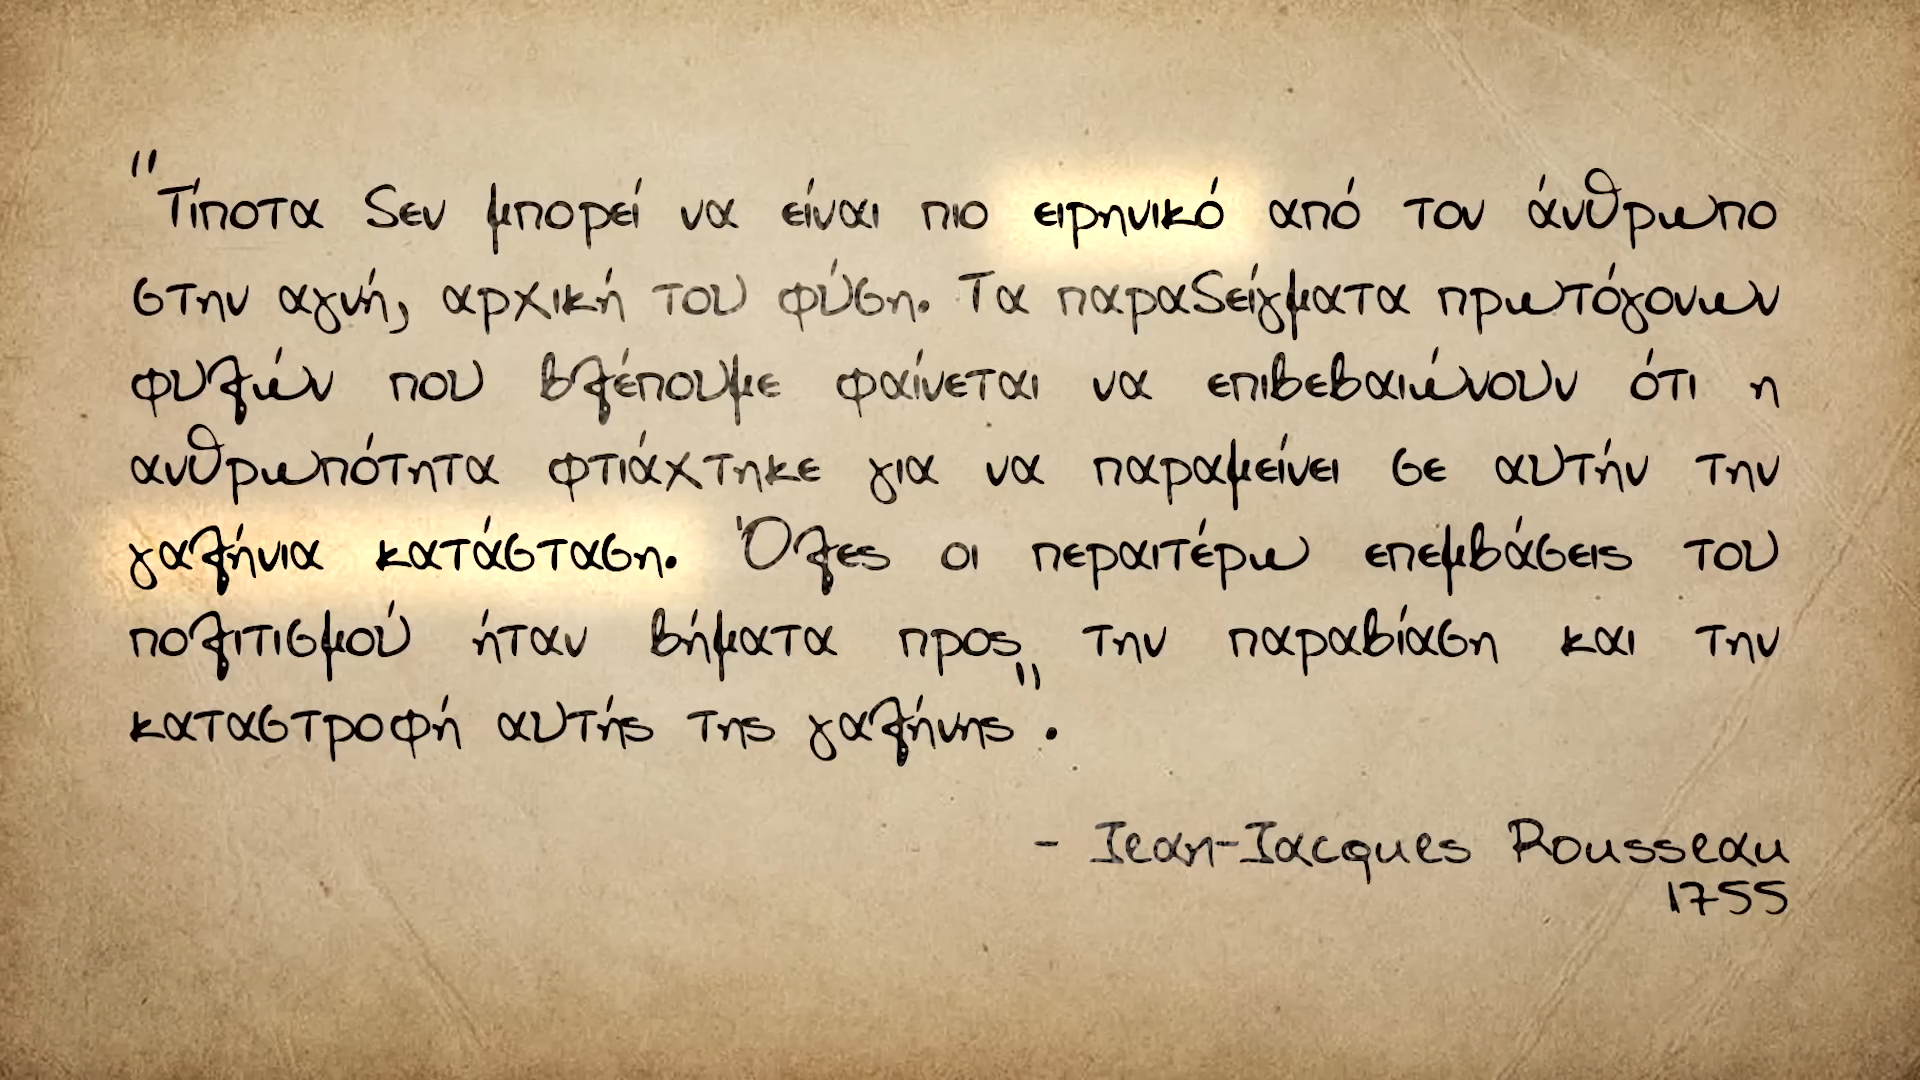 "Τίποτα δεν μπορεί να είναι πιο ειρηνικό από τον άνθρωπο
στην αγνή, αρχική του φύση. Τα παραδείγματα πρωτόγονων
φυλών που βλέπουμε φαίνεται να επιβεβαιώνουν ότι η
ανθρωπότητα φτιάχτηκε για να παραμείνει σε αυτήν την
γαλήνια κατάσταση. Όλες οι περαιτέρω επεμβάσεις του
πολιτισμού ήταν βήματα προς την παραβίαση και την
καταστροφή αυτής της γαλήνης".
- Jean-Jacques Rousseau
1755